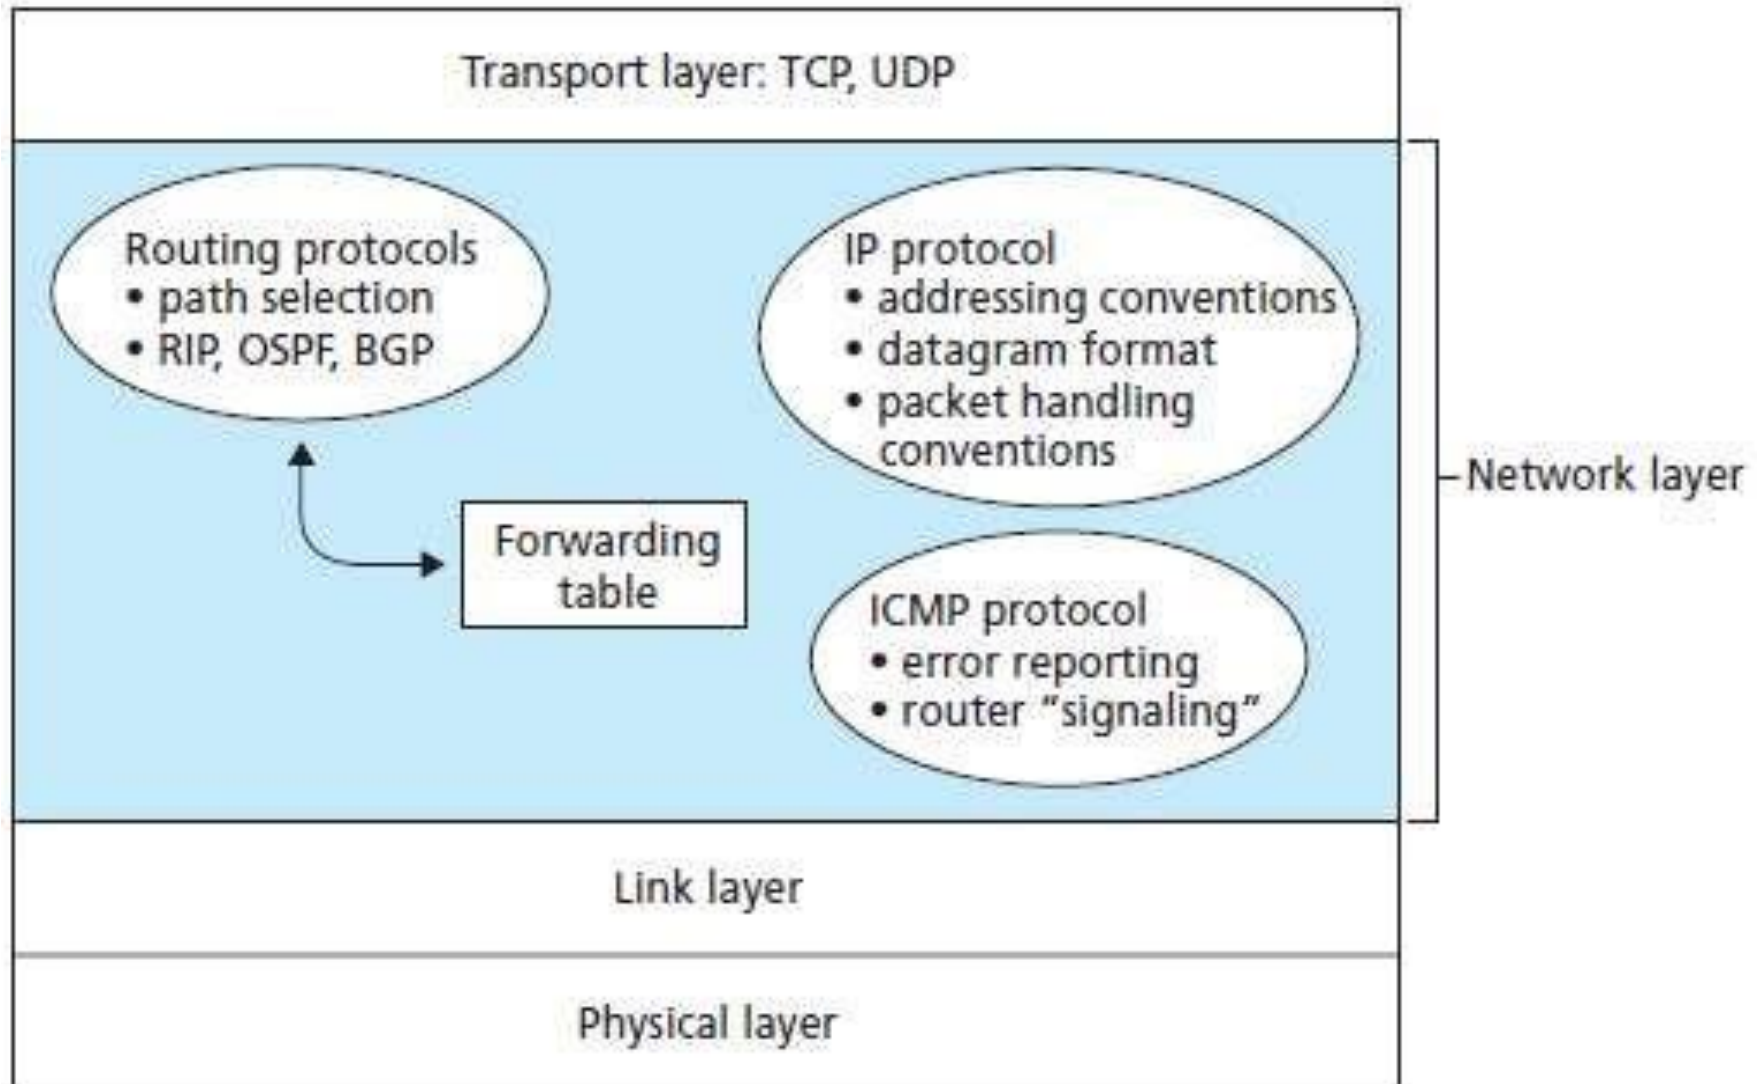 Transport layer: TCP, UDP
Routing protocols
• path selection
• RIP, OSPF, BGP
IP protocol
• addressing conventions
• datagram format
• packet handling
conventions
Network layer
Forwarding
table
ICMP protocol
• error reporting
• router “signaling”
Link layer
Physical layer